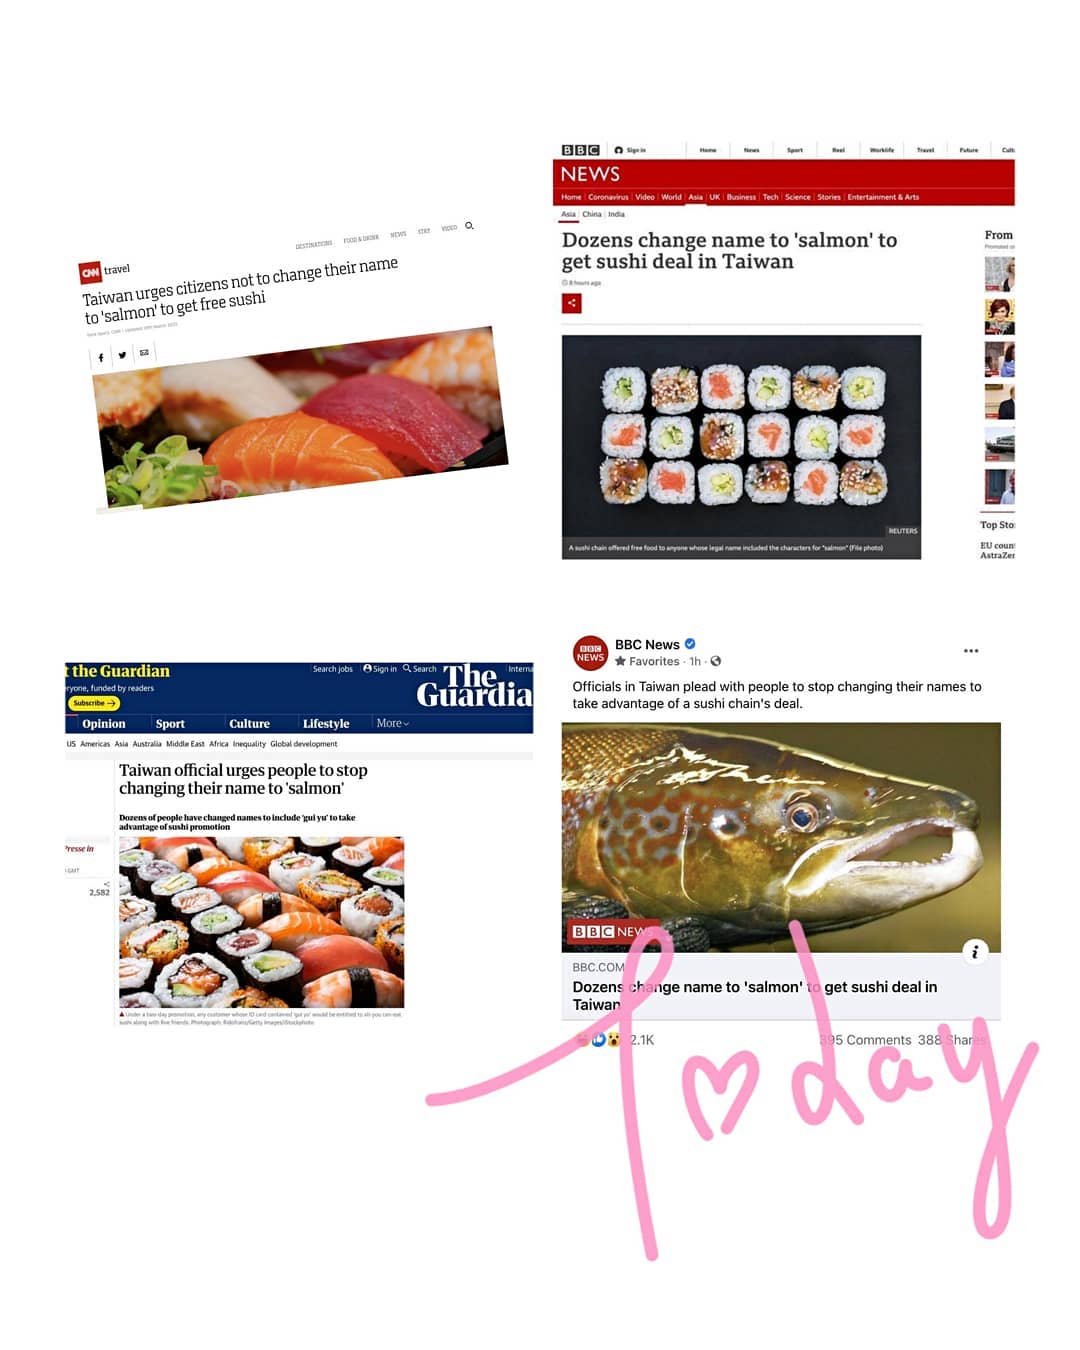 DESTINATIONS FOOD & DRINK NEWS STAY VIDEO
CNN travel
Taiwan urges citizens not to change their name
to 'salmon' to get free sushi
BBC Sign in Home News Sport Reel Worklife Travel Future
NEWS
Home Coronavirus Video World Asia UK Business Tech Science Stories Entertainment & Arts
Asia China India
Dozens change name to 'salmon' to
get sushi deal in Taiwan
8 hours ago
From
REUTERS
A sushi chain offered free food to anyone whose legal name included the characters for "salmon" (File photo)
Top Sto
EU coun
AstraZe
t the Guardian
ryone, funded by readers
Subscribe →
Search jobs Sign in Search Interna
The
Guardia
Opinion Sport Culture Lifestyle More
US Americas Asia Australia Middle East Africa Inequality Global development
Taiwan official urges people to stop
changing their name to 'salmon'
Dozens of people have changed names to include 'gui yu' to take
advantage of sushi promotion
Presse in
GMT
2,582
Under a two-day promotion, any customer whose ID card contained 'gui yu' would be entitled to all-you-can-eat
sushi along with five friends. Photograph:
BBC NEWS
BBC News
Favorites · 1h ·
Officials in Taiwan plead with people to stop changing their names to
take advantage of a sushi chain's deal.
BBC NEWS
BBC.COM
Dozens change name to 'salmon' to get sushi deal in
Taiwan
2.1K 395 Comments 388 Shares
Today